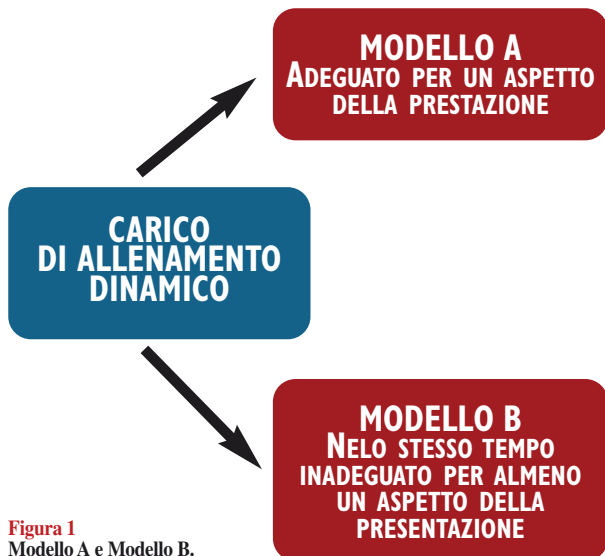 MODELLO A
ADEGUATO PER UN ASPETTO
DELLA PRESTAZIONE
CARICO
DI ALLENAMENTO
DINAMICO
MODELLO B
NELO STESSO TEMPO
INADEGUATO PER ALMENO
UN ASPETTO DELLA
PRESENTAZIONE
Figura 1
Modello A e Modello B.